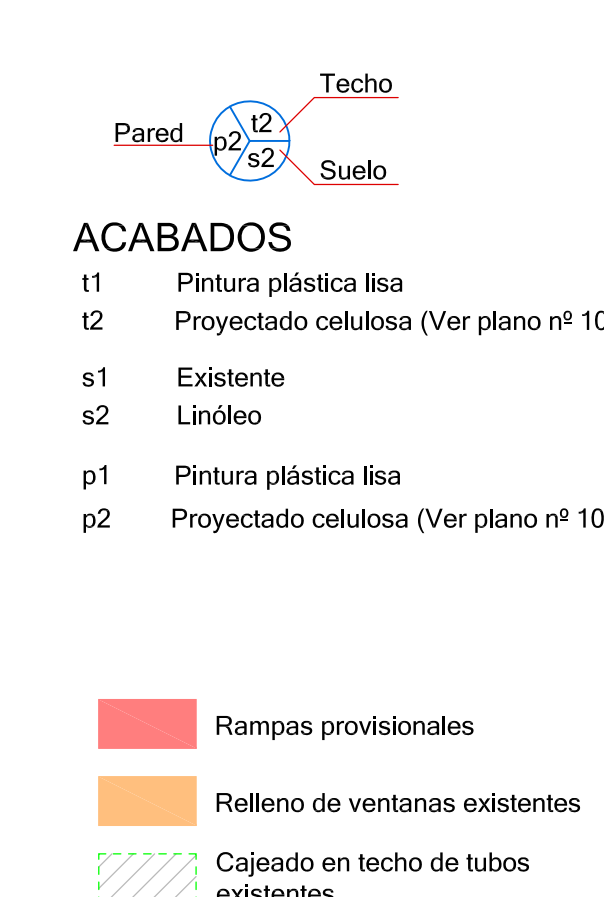 Techo
Pared
t2
p2
s2
Suelo
ACABADOS
t1 Pintura plástica lisa
t2 Proyectado celulosa (Ver plano nº 10
s1 Existente
s2 Linóleo
p1 Pintura plástica lisa
p2 Proyectado celulosa (Ver plano nº 10
Rampas provisionales
Relleno de ventanas existentes
Cajeado en techo de tubos
existentes